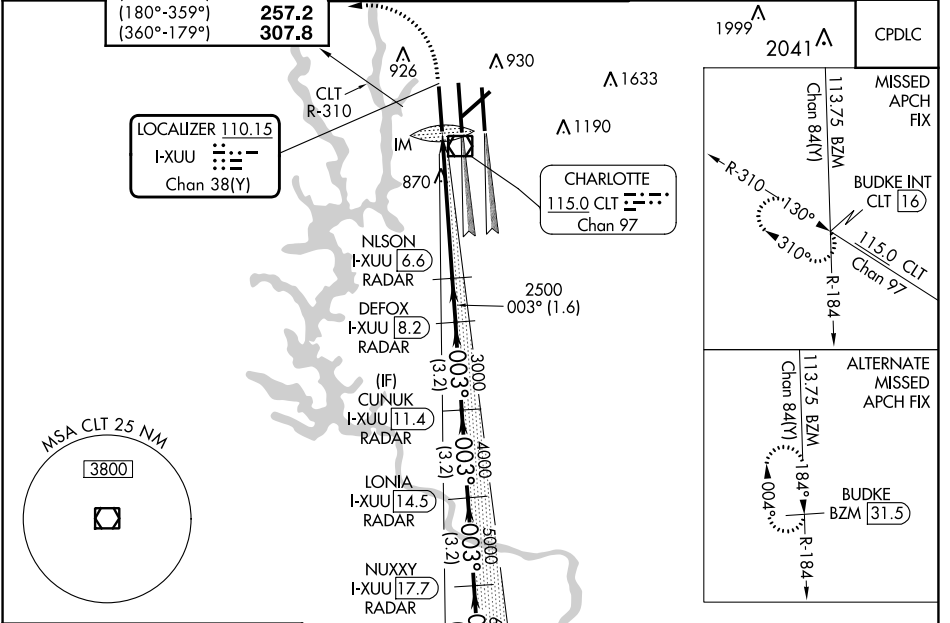 (180°-359°) 257.2
(360°-179°) 307.8
CLT
R-310
926
930
1633
1190
870
1999
2041
CPDLC
LOCALIZER 110.15
I-XUU
Chan 38(Y)
IM
CHARLOTTE
115.0 CLT
Chan 97
NLSON
I-XUU 6.6
RADAR
2500
003° (1.6)
DEFOX
I-XUU 8.2
RADAR
003°
(3.2)
3000
(IF)
CUNUK
I-XUU 11.4
RADAR
003°
(3.2)
4000
LONIA
I-XUU 14.5
RADAR
003°
(3.2)
5000
NUXXY
I-XUU 17.7
RADAR
MSA CLT 25 NM
3800
MISSED
APCH
FIX
113.75 BZM
Chan 84(Y)
R-310
130°
310°
BUDKE INT
CLT 16
115.0 CLT
Chan 97
R-184
ALTERNATE
MISSED
APCH FIX
113.75 BZM
Chan 84(Y)
184°
004°
BUDKE
BZM 31.5
R-184